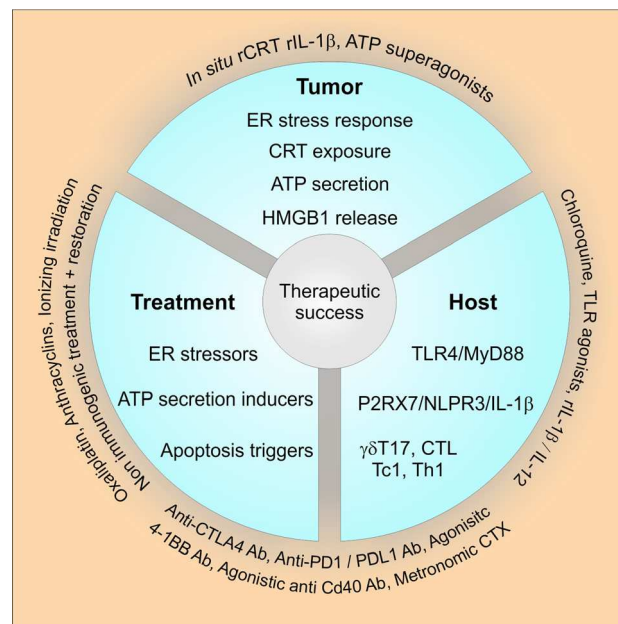 In situ rCRT rIL-1β, ATP superagonists
Tumor
ER stress response
CRT exposure
ATP secretion
HMGB1 release
Therapeutic
success
Treatment
ER stressors
ATP secretion inducers
Apoptosis triggers
Host
TLR4/MyD88
P2RX7/NLPR3/IL-1β
γδT17, CTL
Tc1, Th1
Oxaliplatin, Anthracyclins, Ionizing irradiation
Non immunogenic treatment + restoration
Chloroquine, TLR agonists, rIL-1β / IL-12
Anti-CTLA4 Ab, Anti-PD1 / PDL1 Ab, Agonisitc
4-1BB Ab, Agonistic anti Cd40 Ab, Metronomic CTX